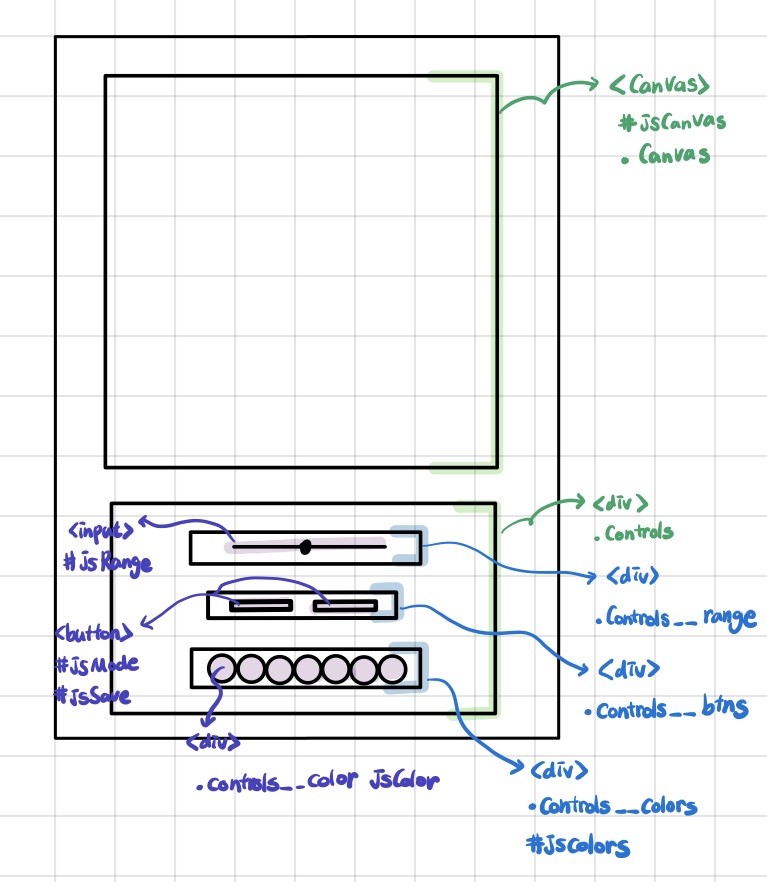 <Canvas>
#jsCanvas
. Canvas
<div>
. Controls
<input>
#jsRange
<div>
.Controls__range
<button>
#jsMode
#jsSave
<div>
.Controls__btns
<div>
.controls__color jsColor
<div>
.Controls__colors
#jscolors